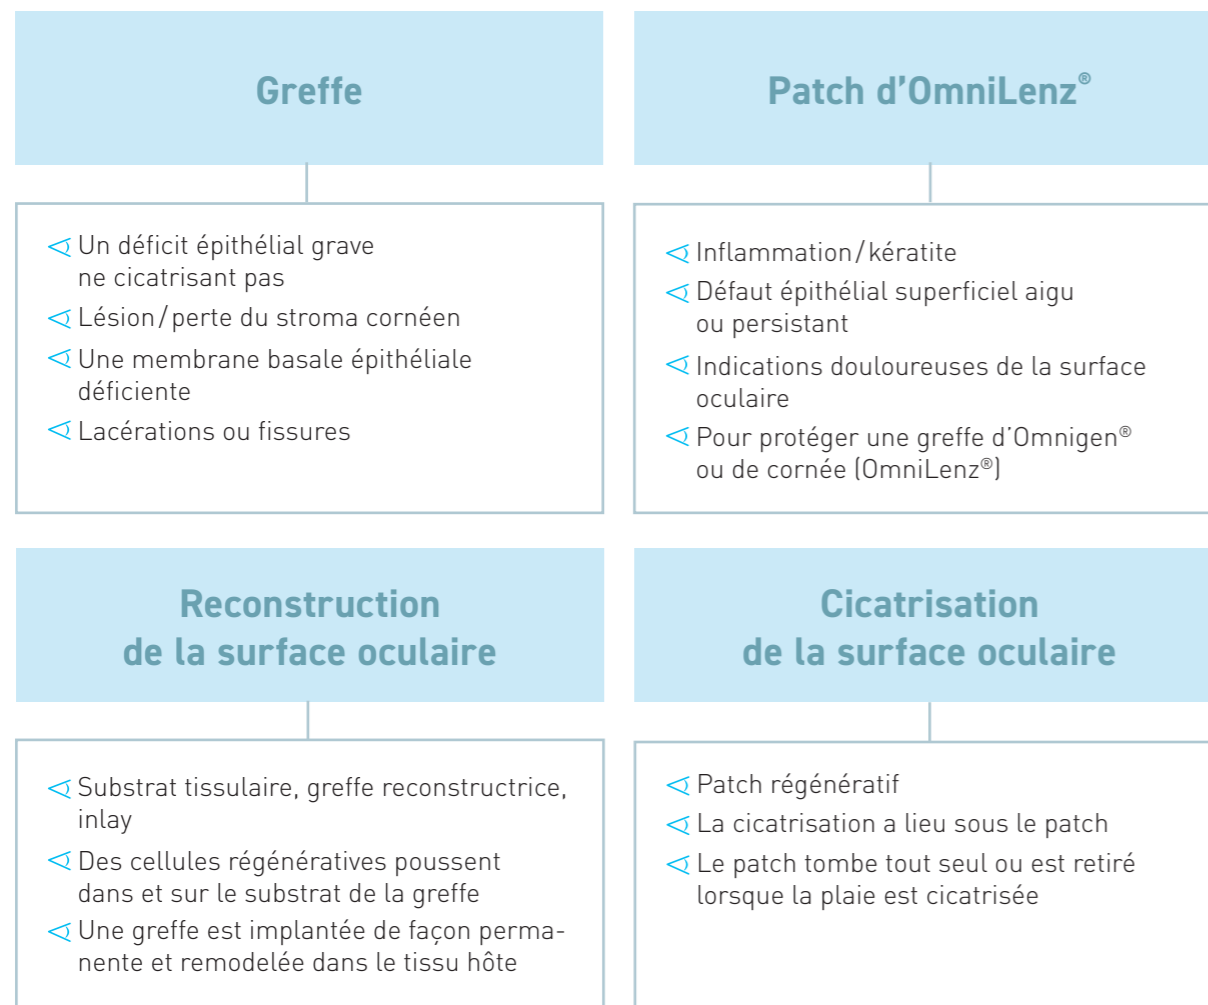 Greffe
Un déficit épithélial grave
ne cicatrisant pas
Lésion/perte du stroma cornéen
Une membrane basale épithéliale
déficiente
Lacérations ou fissures
Patch d’OmniLenz®
Inflammation/kératite
Défaut épithélial superficiel aigu
ou persistant
Indications douloureuses de la surface
oculaire
Pour protéger une greffe d’Omnigen®
ou de cornée (OmniLenz®)
Reconstruction
de la surface oculaire
Substrat tissulaire, greffe reconstructrice,
inlay
Des cellules régénératives poussent
dans et sur le substrat de la greffe
Une greffe est implantée de façon perma-
nente et remodelée dans le tissu hôte
Cicatrisation
de la surface oculaire
Patch régénératif
La cicatrisation a lieu sous le patch
Le patch tombe tout seul ou est retiré
lorsque la plaie est cicatrisée